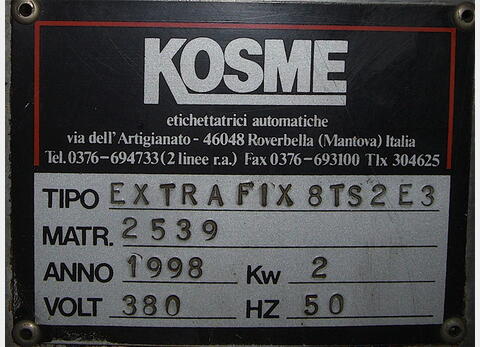 KOSME
etichettatrici automatiche
via dell'Artigianato - 46048 Roverbella (Mantova) Italia
Tel. 0376-694733 (2 linee r.a.) Fax 0376-693100 Tlx 304625
TIPO EXTRAFIX 8TS2E3
MATR. 2539
ANNO 1998 Kw 2
VOLT 380 HZ 50